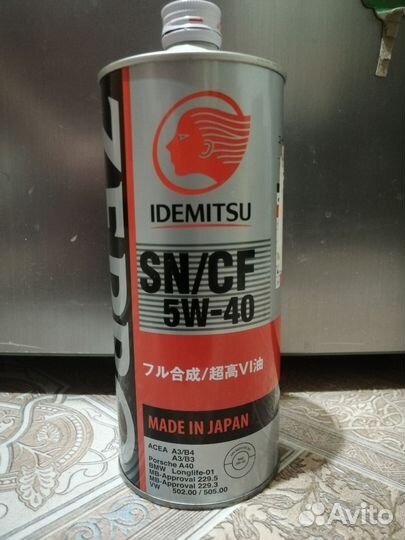 ZEPRO
IDEMITSU
SN/CF
5W-40
フル合成/超高VI油
MADE IN JAPAN
ACEA A3/B4
A3/B3
Porsche A40
BMW Longlife-01
MB-Approval 229.5
MB-Approval 229.3
VW 502.00 / 505.00
Avito